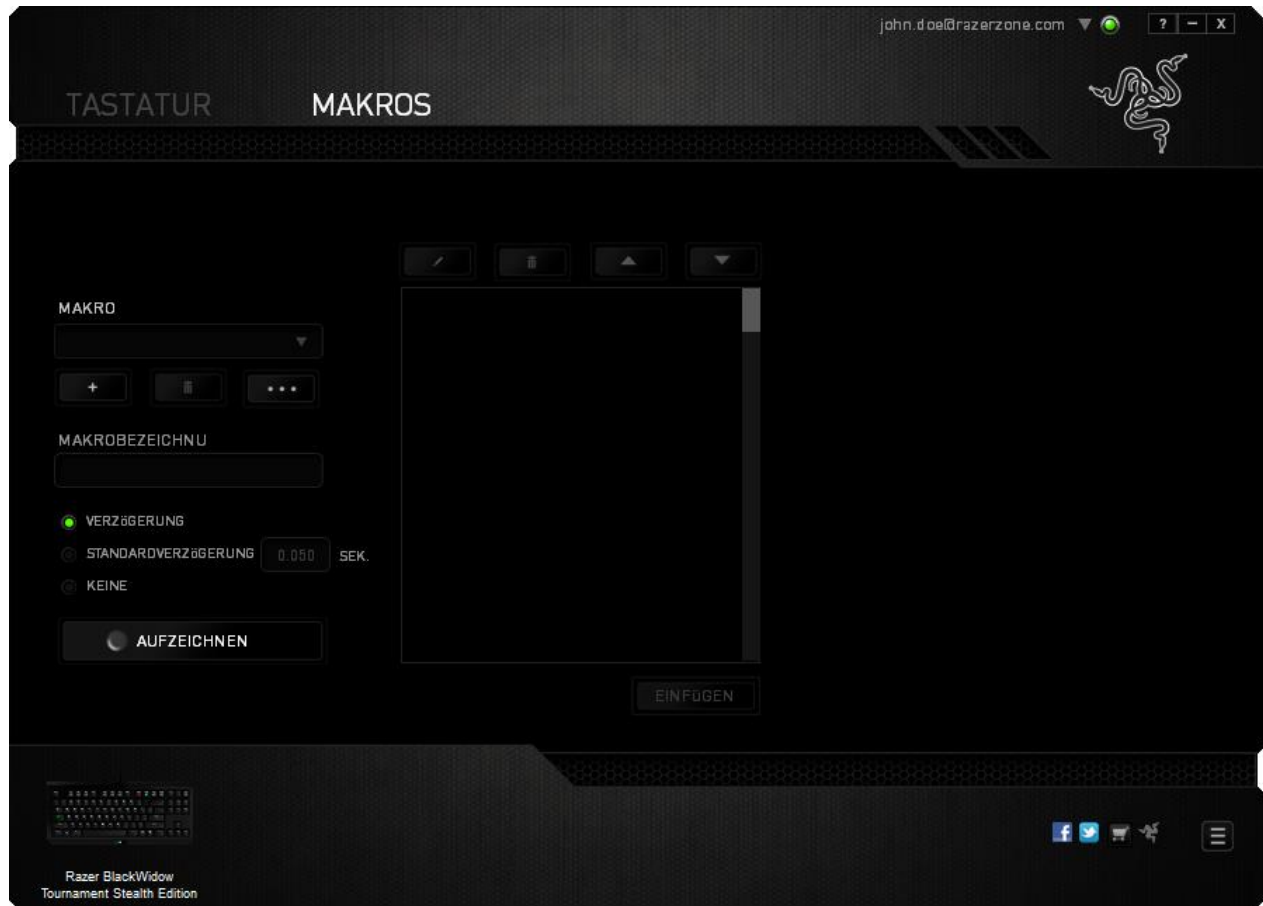 john.doe@razerzone.com
? – X
TASTATUR MAKROS
MAKRO
+ •••
MAKROBEZEICHNU
VERZöGERUNG
STANDARDVERZöGERUNG 0.050 SEK.
KEINE
AUFZEICHNEN
EINFüGEN
Razer BlackWidow
Tournament Stealth Edition